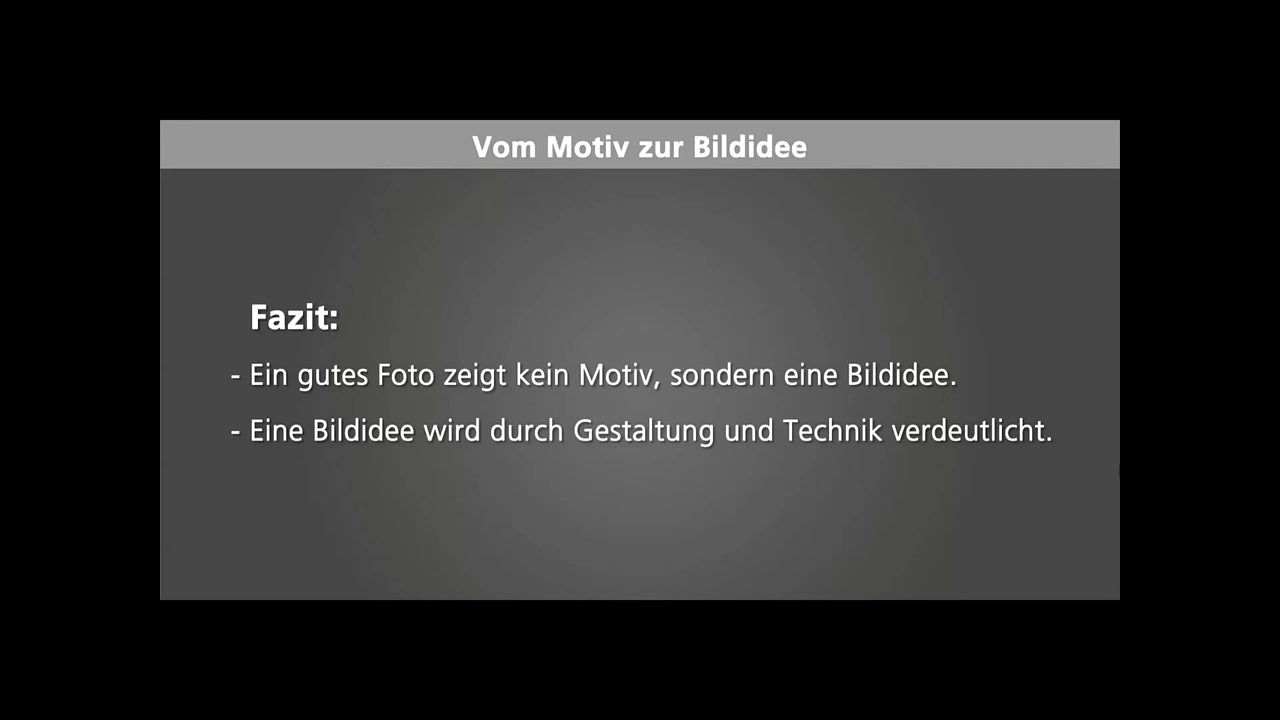 Vom Motiv zur Bildidee
Fazit:
- Ein gutes Foto zeigt kein Motiv, sondern eine Bildidee.
- Eine Bildidee wird durch Gestaltung und Technik verdeutlicht.